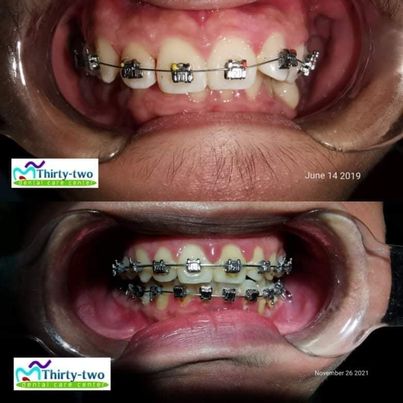 June 14 2019
Thirty-two
dental care center
November 26 2021
Thirty-two
dental care center